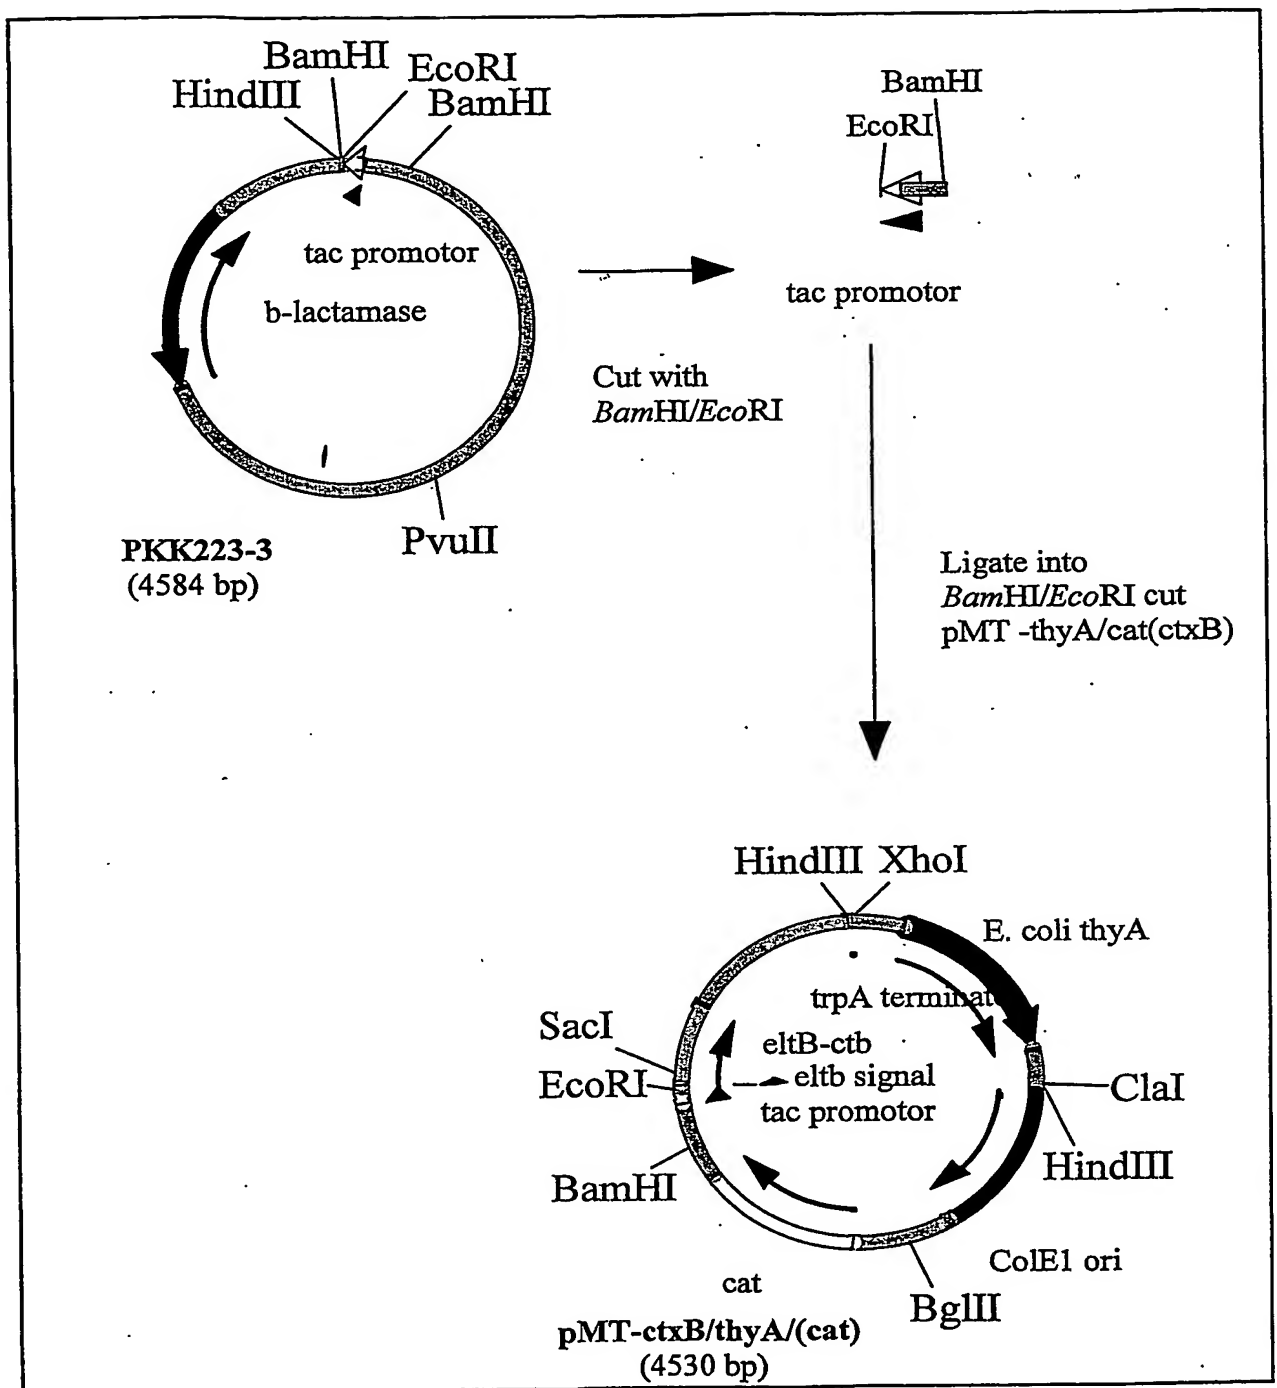 BamHI
EcoRI
HindIII
BamHI
tac promotor
b-lactamase
PvuII
PKK223-3
(4584 bp)
Cut with
BamHI/EcoRI
BamHI
EcoRI
tac promotor
Ligate into
BamHI/EcoRI cut
pMT -thyA/cat(ctxB)
HindIII XhoI
E. coli thyA
trpA terminat
SacI
eltB-ctb
EcoRI
eltb signal
ClaI
tac promotor
HindIII
BamHI
ColE1 ori
cat
BglII
pMT-ctxB/thyA/(cat)
(4530 bp)